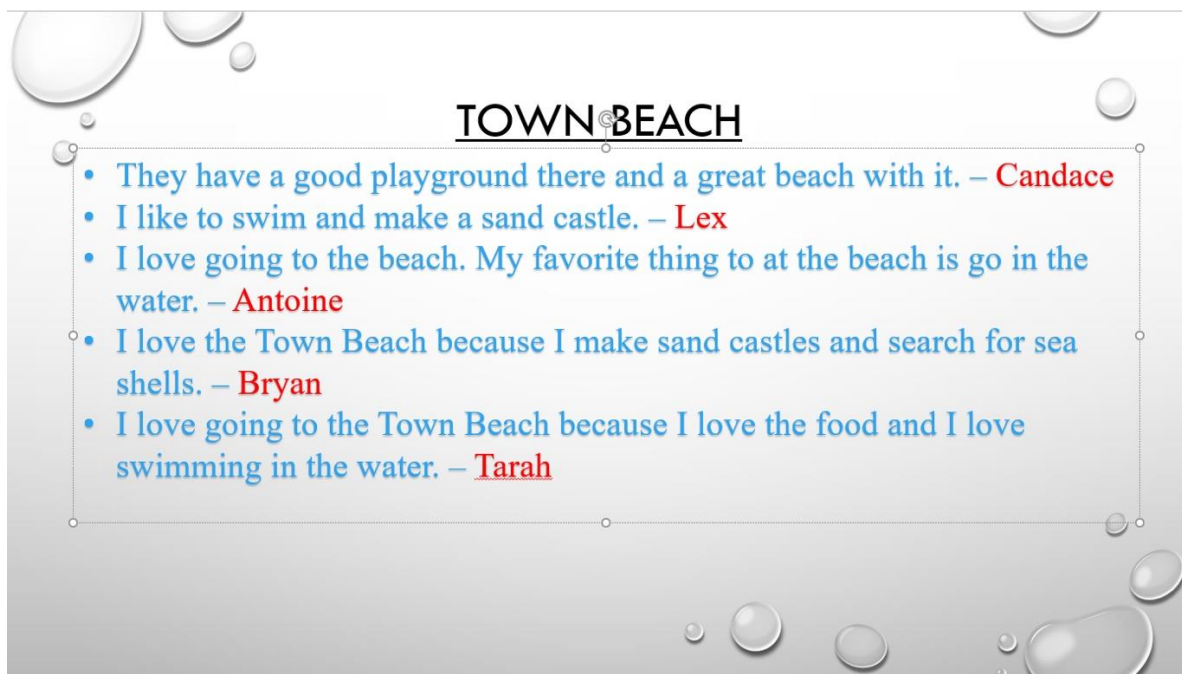 TOWN BEACH
• They have a good playground there and a great beach with it. – Candace
• I like to swim and make a sand castle. – Lex
• I love going to the beach. My favorite thing to at the beach is go in the
water. – Antoine
• I love the Town Beach because I make sand castles and search for sea
shells. – Bryan
• I love going to the Town Beach because I love the food and I love
swimming in the water. – Tarah